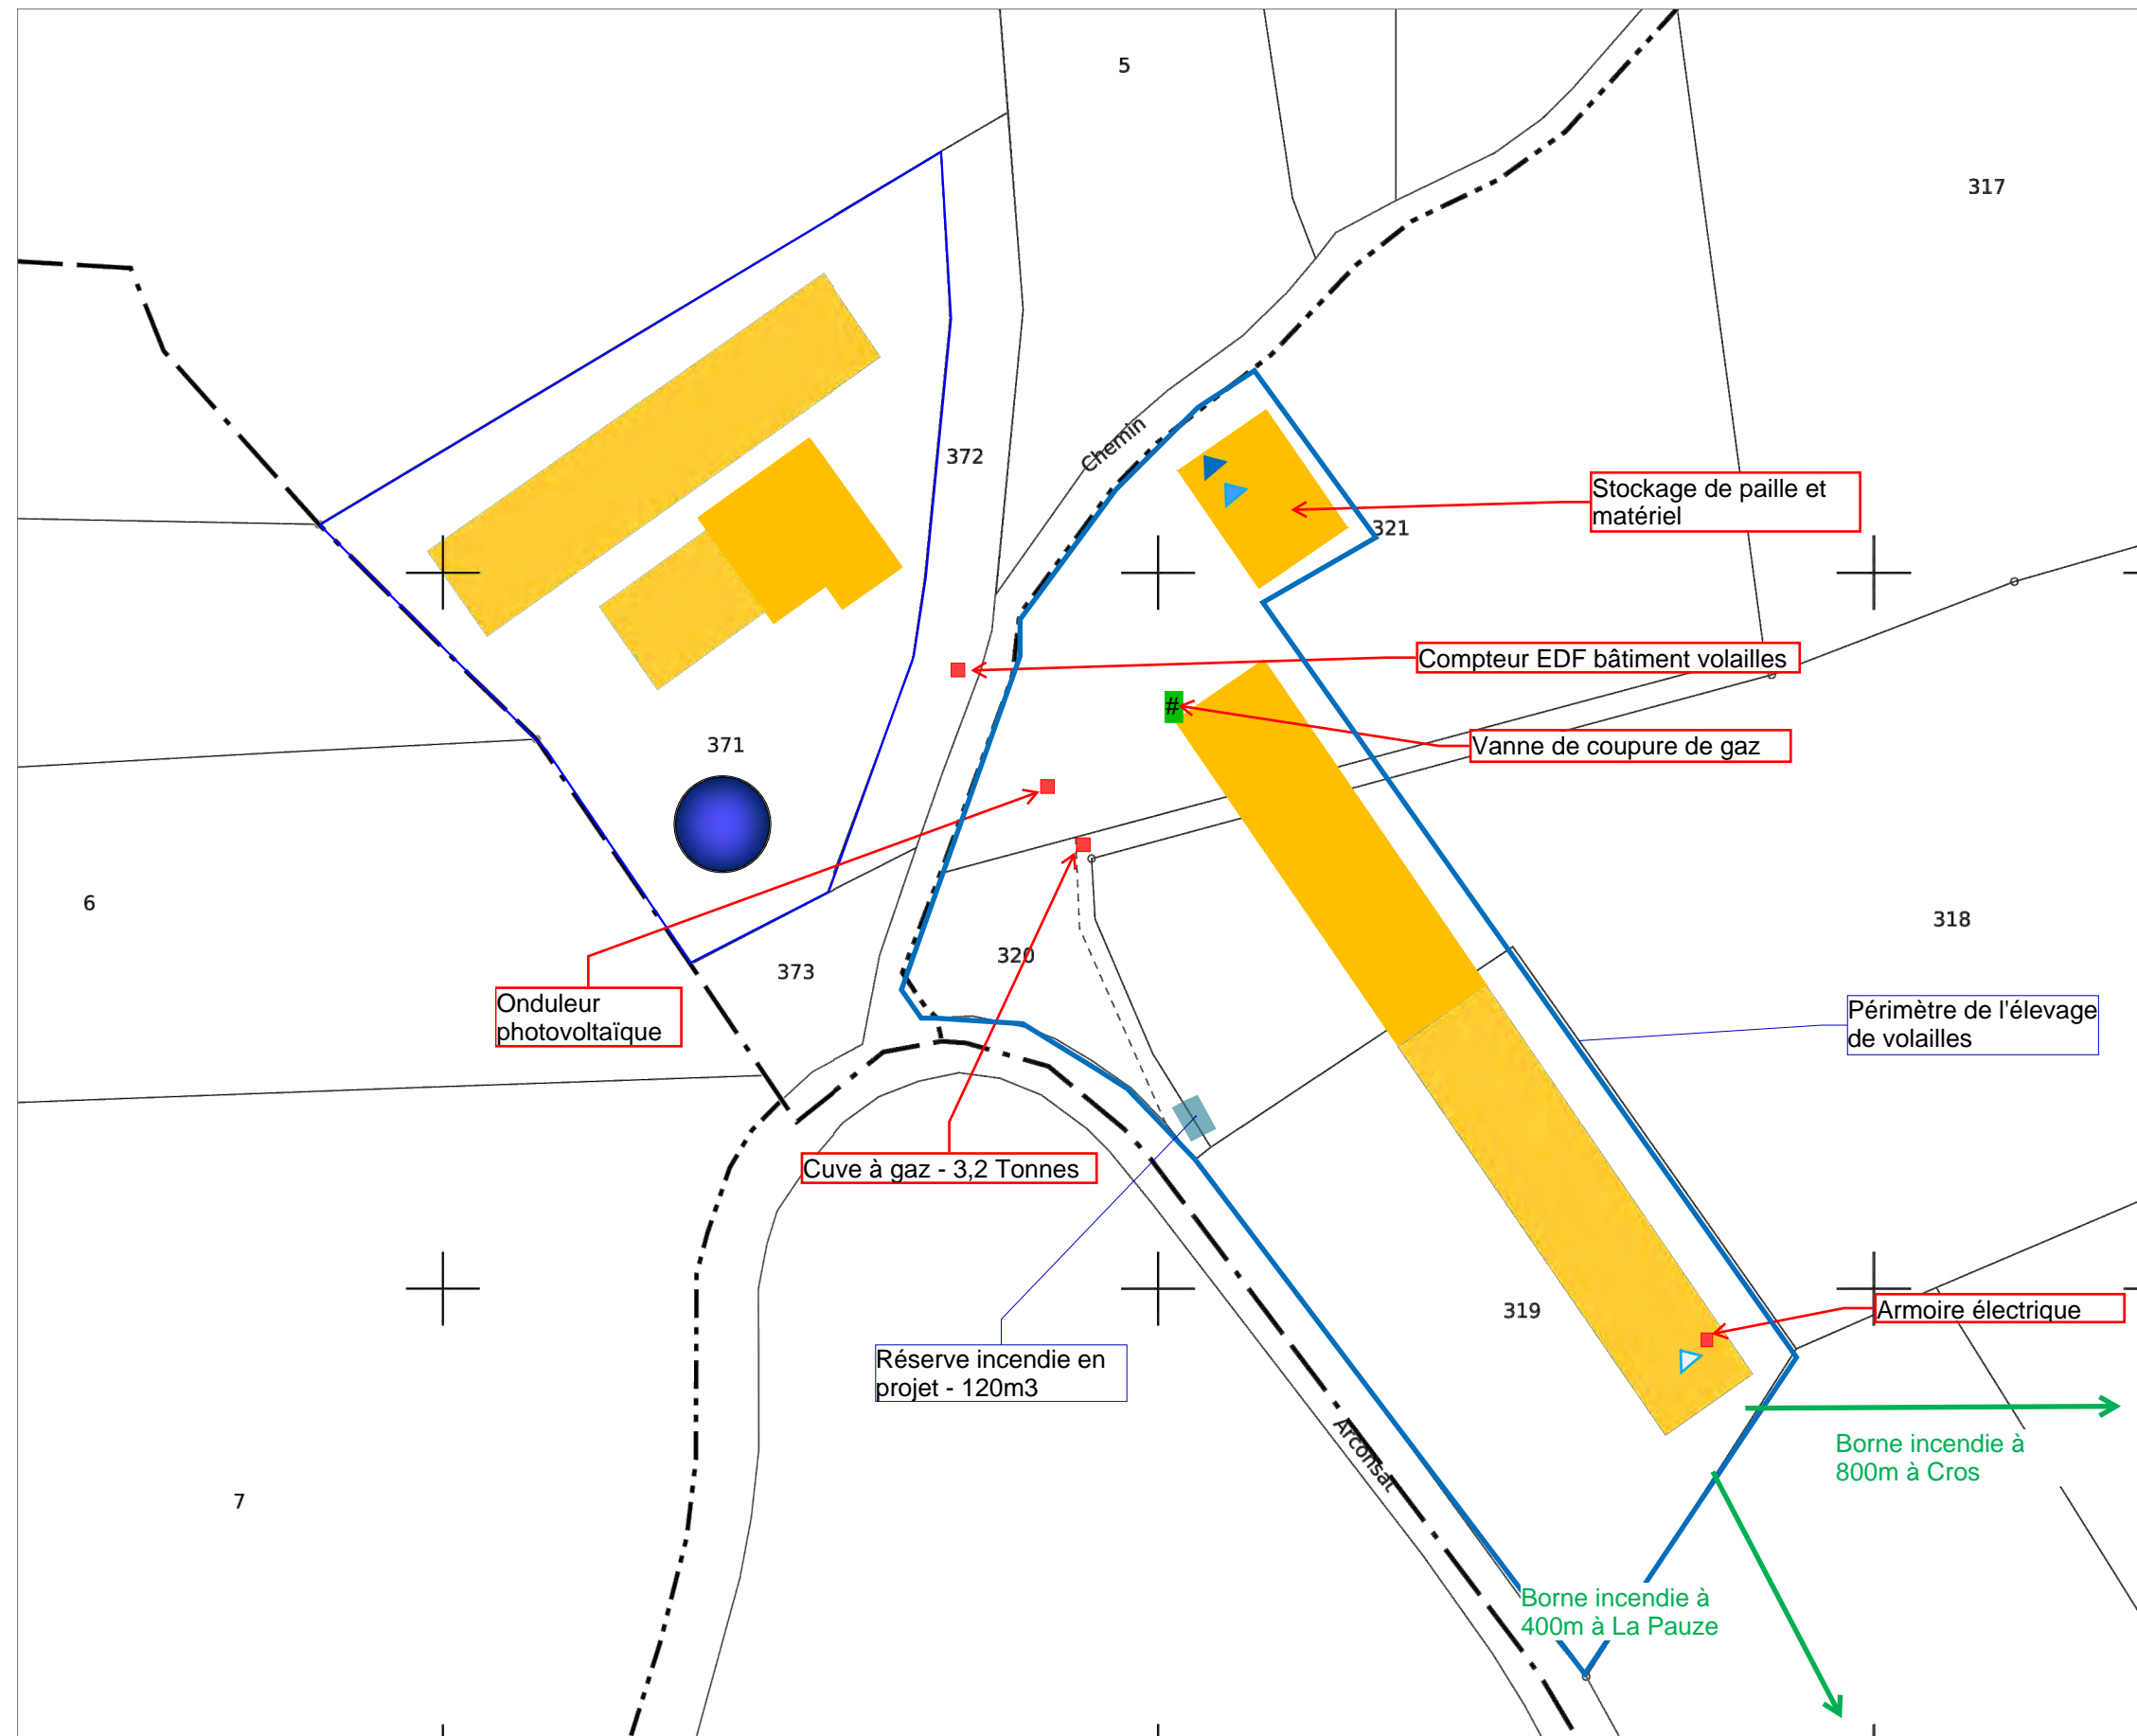 5
317
Chemin
372
Stockage de paille et
matériel
321
Compteur EDF bâtiment volailles
#
Vanne de coupure de gaz
371
6
318
320
373
Onduleur
photovoltaïque
Périmètre de l'élevage
de volailles
Cuve à gaz - 3,2 Tonnes
319
Armoire électrique
Réserve incendie en
projet - 120m3
Arconsat
Borne incendie à
800m à Cros
7
Borne incendie à
400m à La Pauze